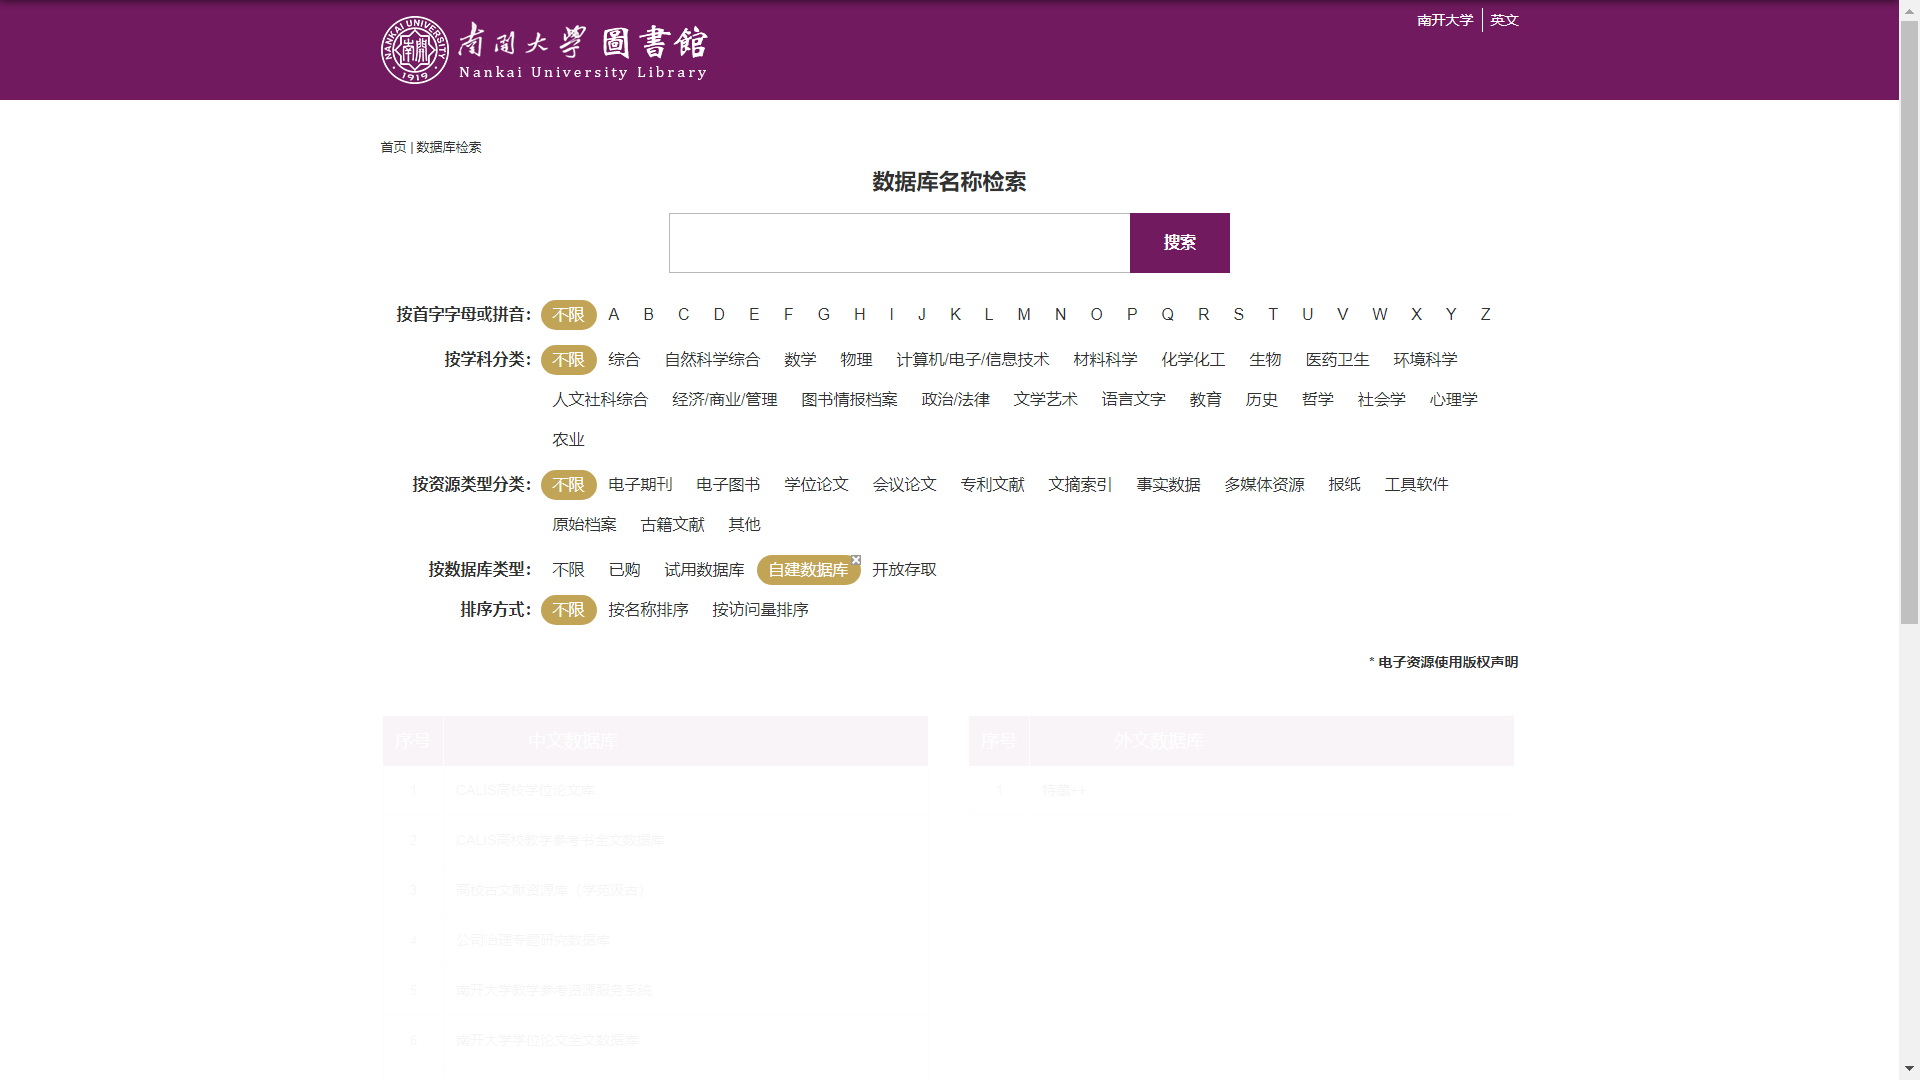 南开大学 英文
NANKAI UNIVERSITY
南開
1919
南開大學 圖書館
Nankai University Library
首页 | 数据库检索
数据库名称检索
搜索
按首字字母或拼音: 不限 A B C D E F G H I J K L M N O P Q R S T U V W X Y Z
按学科分类: 不限 综合 自然科学综合 数学 物理 计算机/电子/信息技术 材料科学 化学化工 生物 医药卫生 环境科学
人文社科综合 经济/商业/管理 图书情报档案 政治/法律 文学艺术 语言文字 教育 历史 哲学 社会学 心理学
农业
按资源类型分类: 不限 电子期刊 电子图书 学位论文 会议论文 专利文献 文摘索引 事实数据 多媒体资源 报纸 工具软件
原始档案 古籍文献 其他
按数据库类型: 不限 已购 试用数据库 自建数据库 开放存取
排序方式: 不限 按名称排序 按访问量排序
* 电子资源使用版权声明
序号 中文数据库
1 CALIS高校学位论文库
2 CALIS高校教学参考书全文数据库
3 高校古文献资源库（学苑汲古）
4 公司治理专题研究数据库
5 南开大学教学参考资源服务系统
6 南开大学学位论文全文数据库
序号 外文数据库
1 特藏++